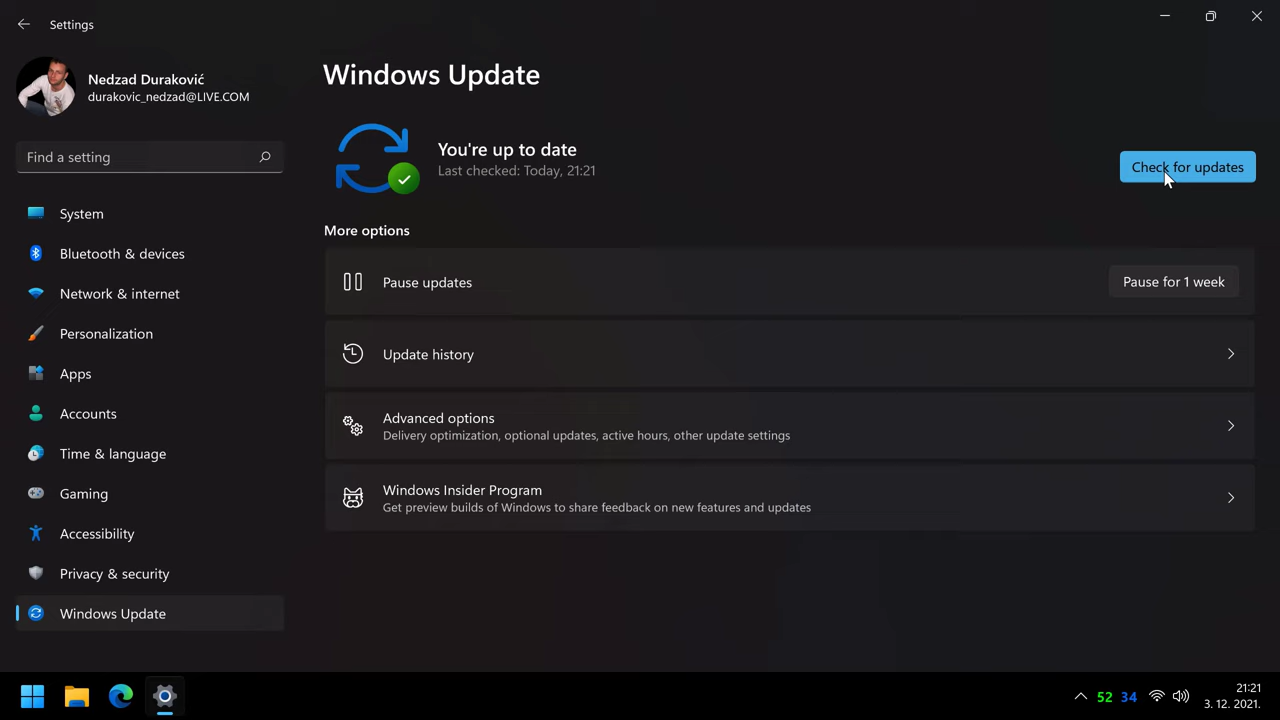 Settings
Nedzad Duraković
durakovic_nedzad@LIVE.COM
Find a setting
System
Bluetooth & devices
Network & internet
Personalization
Apps
Accounts
Time & language
Gaming
Accessibility
Privacy & security
Windows Update
Windows Update
You're up to date
Last checked: Today, 21:21
Check for updates
More options
Pause updates
Pause for 1 week
Update history
Advanced options
Delivery optimization, optional updates, active hours, other update settings
Windows Insider Program
Get preview builds of Windows to share feedback on new features and updates
52 34
21:21
3. 12. 2021.